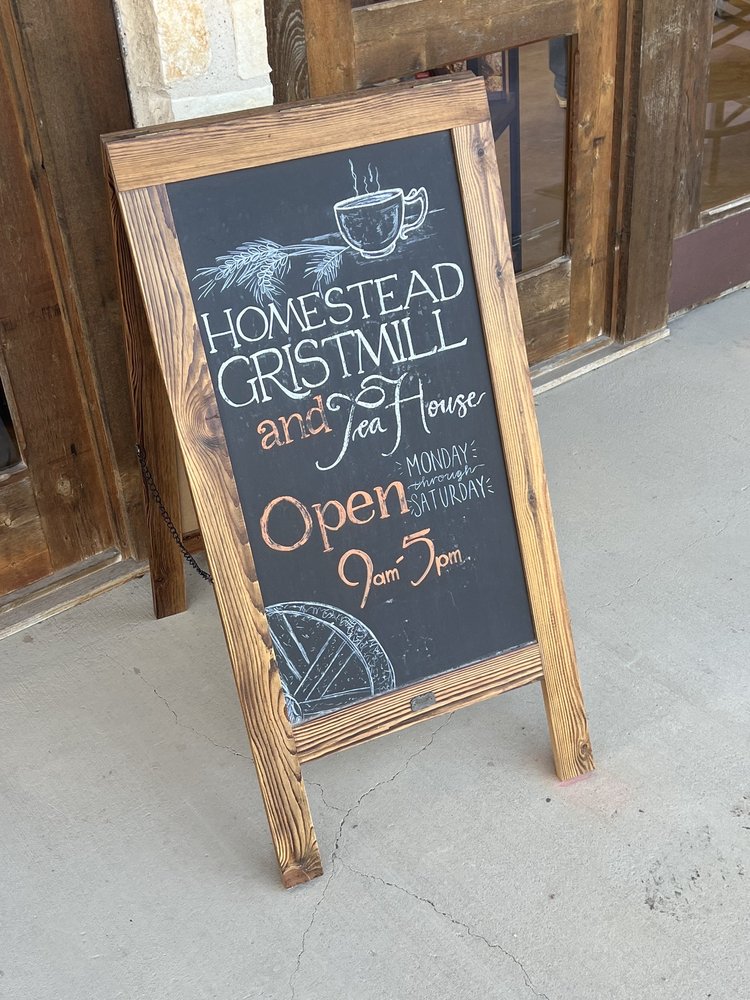 HOMESTEAD
GRISTMILL
and Tea House
Open MONDAY
through
SATURDAY
9am-5pm